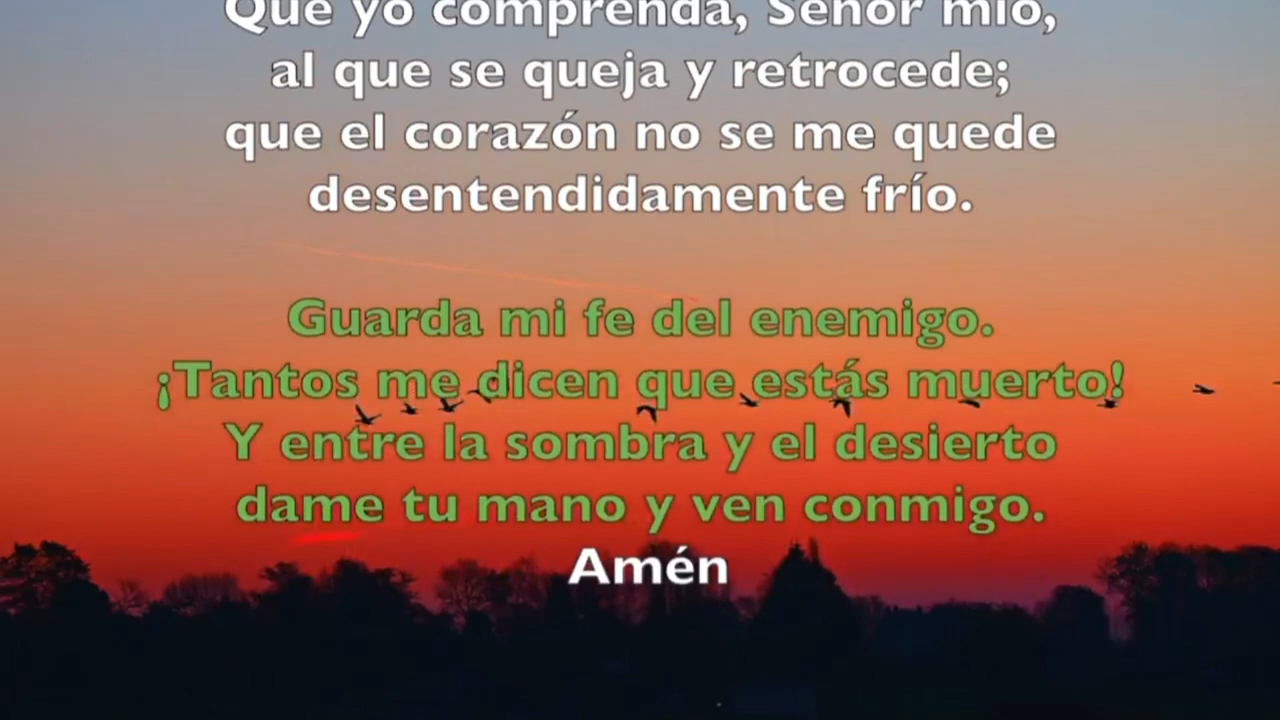 Que yo comprenda, Señor mío,
al que se queja y retrocede;
que el corazón no se me quede
desentendidamente frío.
Guarda mi fe del enemigo.
¡Tantos me dicen que estás muerto!
Y entre la sombra y el desierto
dame tu mano y ven conmigo.
Amén